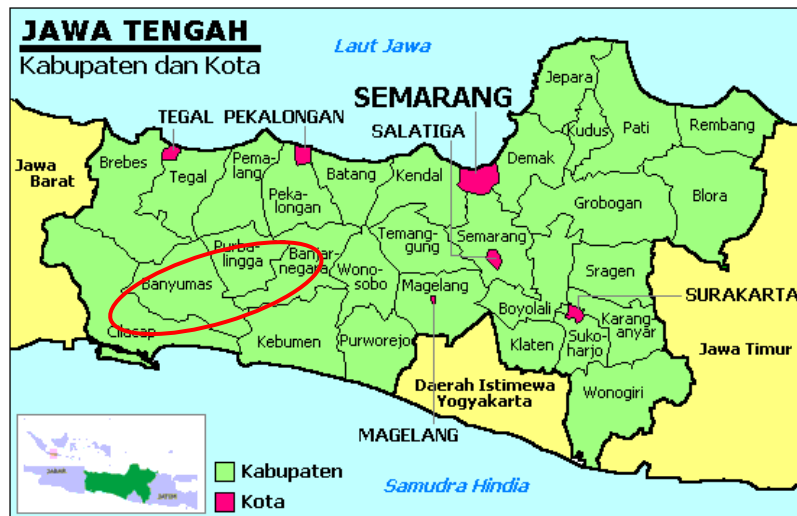 JAWA TENGAH
Kabupaten dan Kota
Laut Jawa
TEGAL
PEKALONGAN
SEMARANG
SALATIGA
Jepara
Kudus
Pati
Rembang
Demak
Blora
Grobogan
Jawa
Barat
Brebes
Tegal
Pema-
lang
Peka-
longan
Batang
Kendal
Temang-
gung
Semarang
Purba-
lingga
Banjar-
negara
Wono-
sobo
Banyumas
Magelang
Boyolali
Sragen
SURAKARTA
Karang
anyar
Suko-
harjo
Klaten
Cilacap
Kebumen
Purworejo
Jawa Timur
Daerah Istimewa
Yogyakarta
Wonogiri
MAGELANG
JABAR
JATIM
Kabupaten
Kota
Samudra Hindia